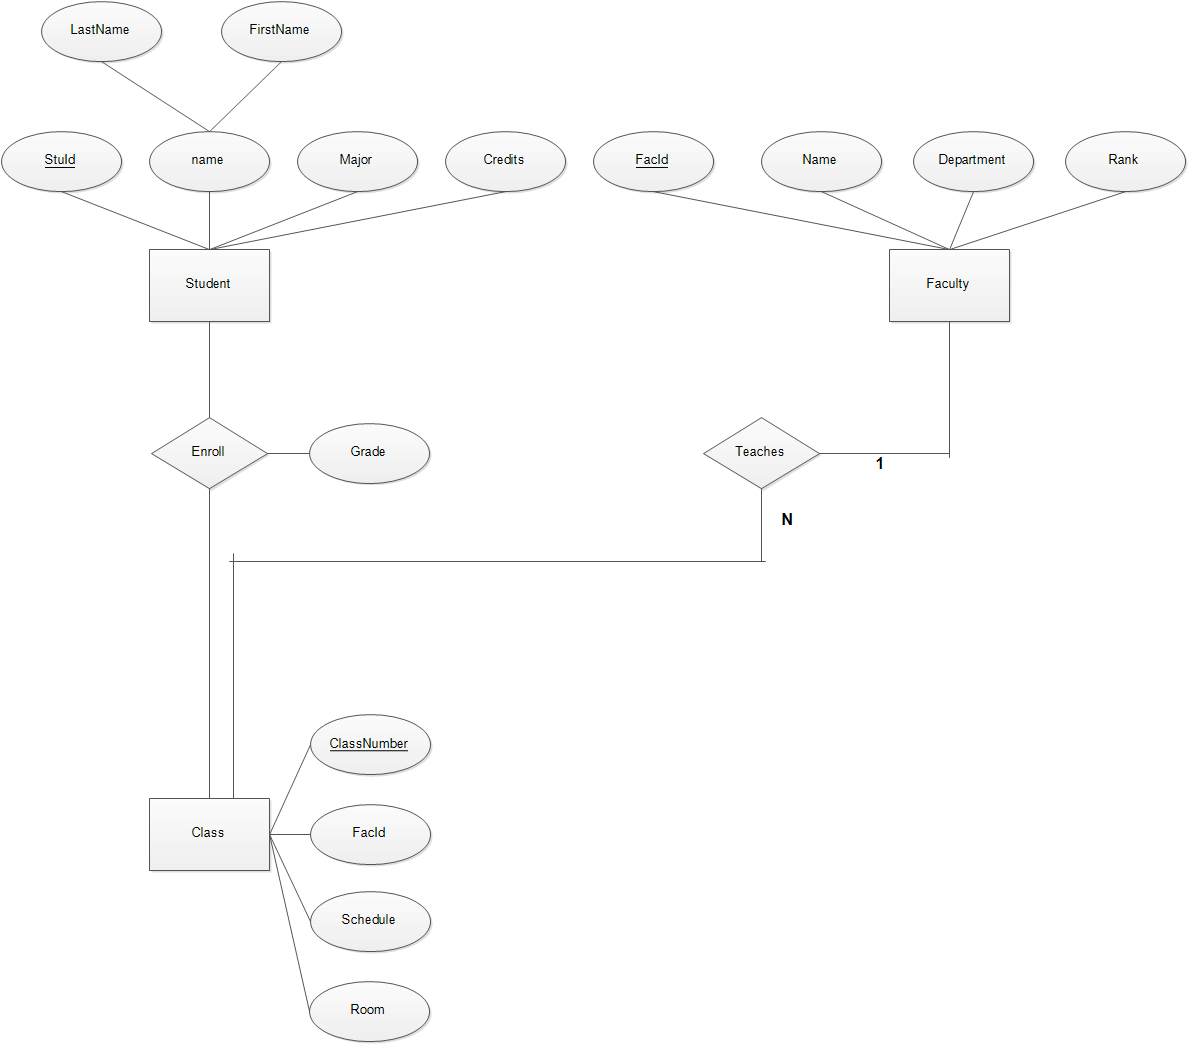 LastName
FirstName
StuId
name
Major
Credits
FacId
Name
Department
Rank
Student
Faculty
Enroll
Grade
Teaches
1
N
ClassNumber
Class
FacId
Schedule
Room